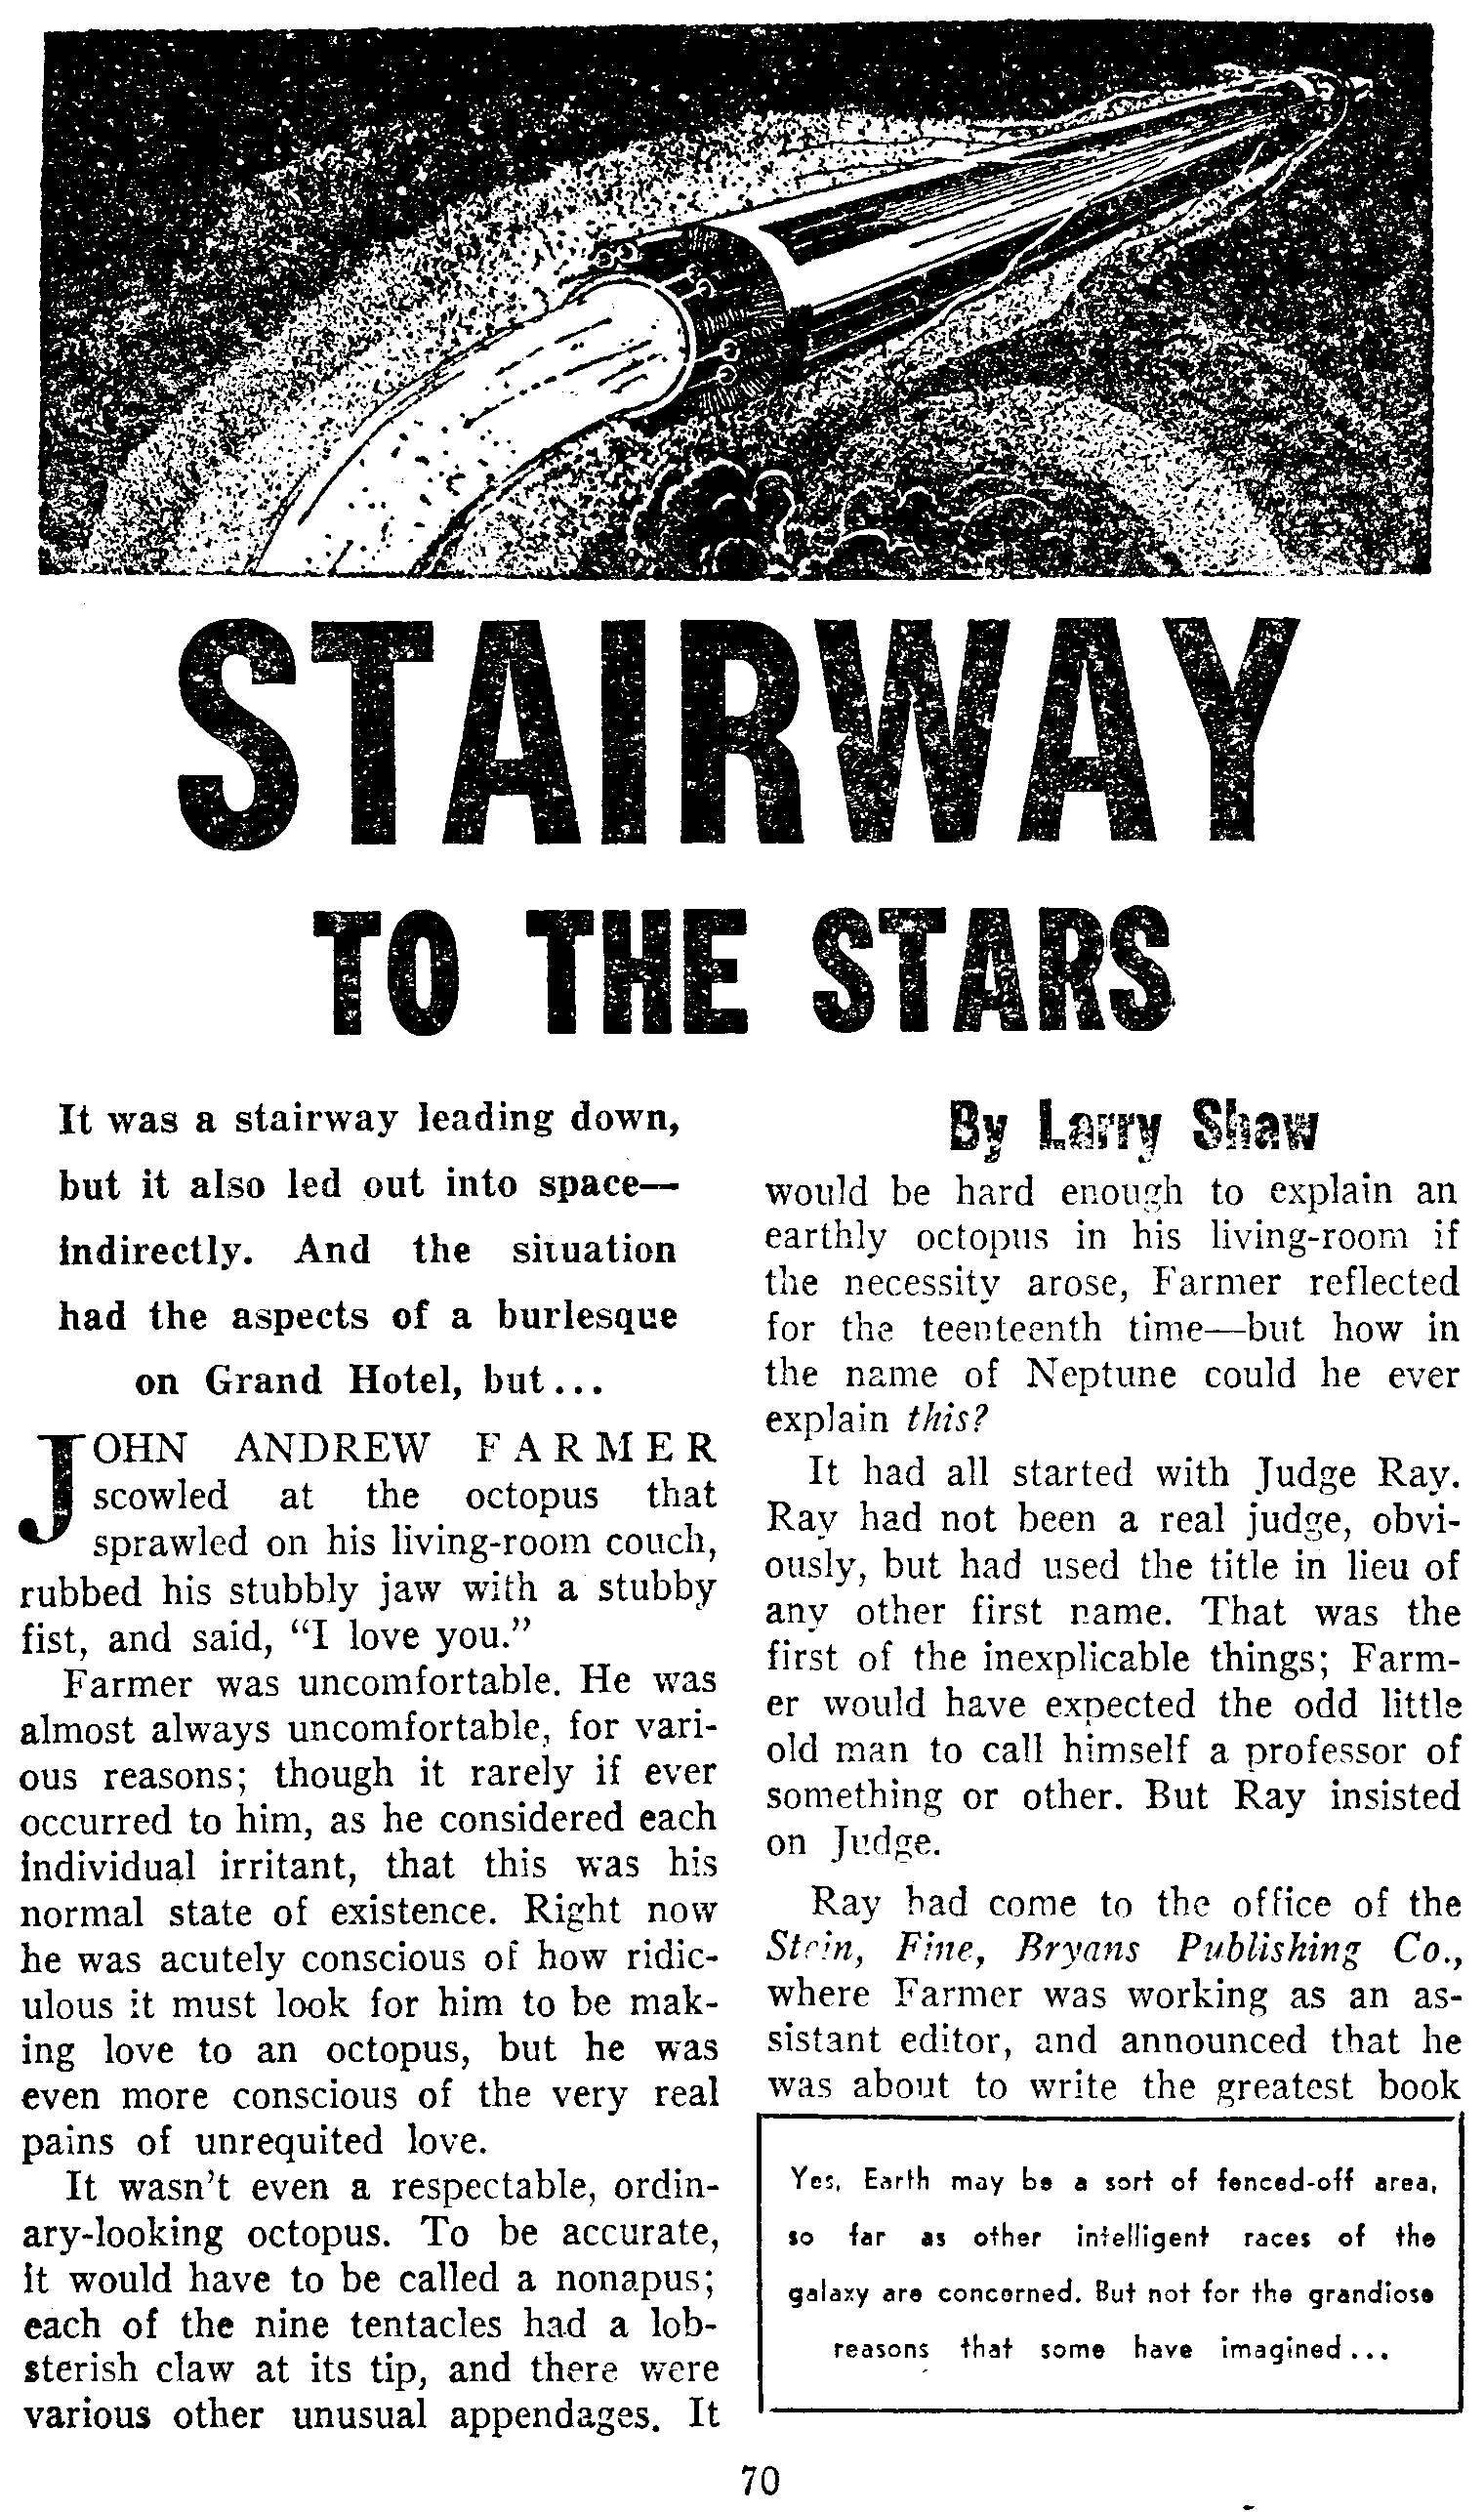 STAIRWAY
TO THE STARS
It was a stairway leading down,
but it also led out into space—
indirectly. And the situation
had the aspects of a burlesque
on Grand Hotel, but...
By Larry Shaw
JOHN ANDREW FARMER
scowled at the octopus that
sprawled on his living-room couch,
rubbed his stubbly jaw with a stubby
fist, and said, "I love you."
Farmer was uncomfortable. He was
almost always uncomfortable, for vari-
ous reasons; though it rarely if ever
occurred to him, as he considered each
individual irritant, that this was his
normal state of existence. Right now
he was acutely conscious of how ridic-
ulous it must look for him to be mak-
ing love to an octopus, but he was
even more conscious of the very real
pains of unrequited love.
It wasn't even a respectable, ordin-
ary-looking octopus. To be accurate,
it would have to be called a nonapus;
each of the nine tentacles had a lob-
sterish claw at its tip, and there were
various other unusual appendages. It
would be hard enough to explain an
earthly octopus in his living-room if
the necessity arose, Farmer reflected
for the teenteenth time—but how in
the name of Neptune could he ever
explain this?
It had all started with Judge Ray.
Ray had not been a real judge, obvi-
ously, but had used the title in lieu of
any other first name. That was the
first of the inexplicable things; Farm-
er would have expected the odd little
old man to call himself a professor of
something or other. But Ray insisted
on Judge.
Ray had come to the office of the
Stein, Fine, Bryans Publishing Co.,
where Farmer was working as an as-
sistant editor, and announced that he
was about to write the greatest book
Yes, Earth may be a sort of fenced-off area,
so far as other intelligent races of the
galaxy are concerned. But not for the grandiose
reasons that some have imagined...
70